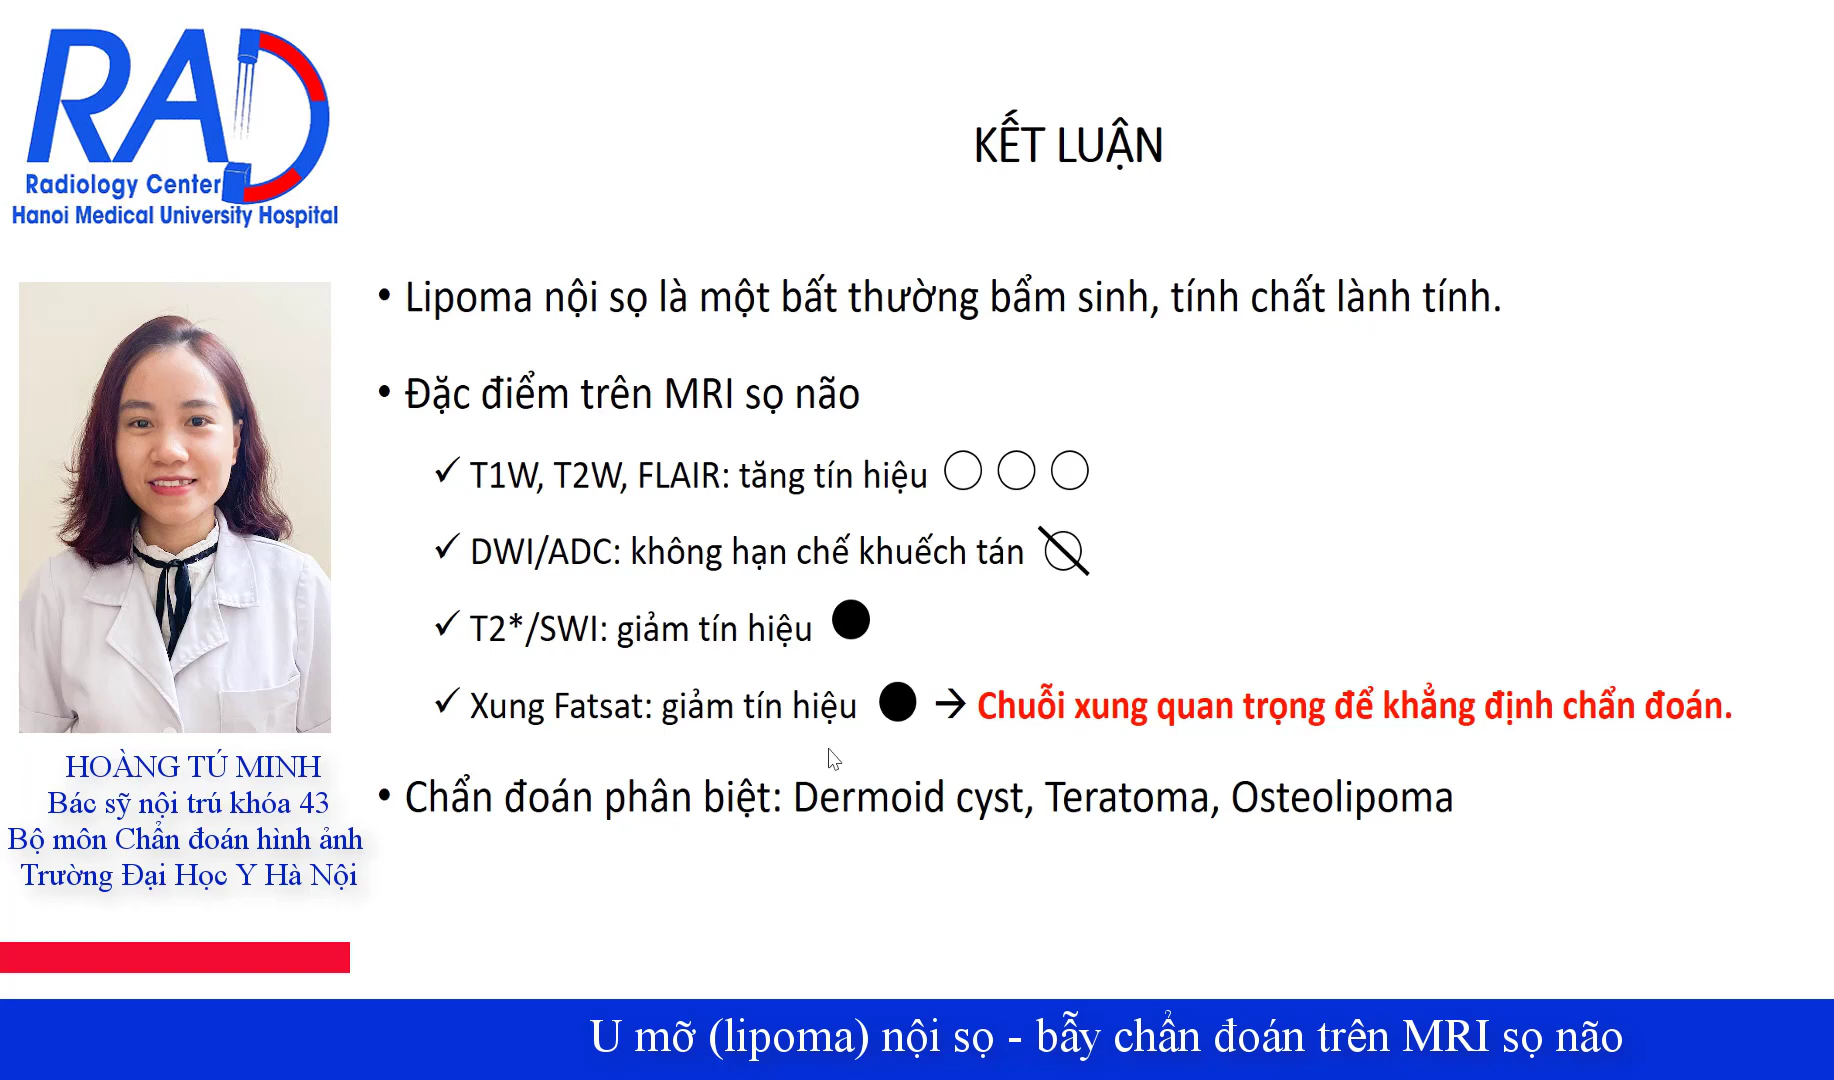 RAD
Radiology Center
Hanoi Medical University Hospital
KẾT LUẬN
• Lipoma nội sọ là một bất thường bẩm sinh, tính chất lành tính.
• Đặc điểm trên MRI sọ não
✓ T1W, T2W, FLAIR: tăng tín hiệu
✓ DWI/ADC: không hạn chế khuếch tán
✓ T2*/SWI: giảm tín hiệu
✓ Xung Fatsat: giảm tín hiệu → Chuỗi xung quan trọng để khẳng định chẩn đoán.
• Chẩn đoán phân biệt: Dermoid cyst, Teratoma, Osteolipoma
HOÀNG TÚ MINH
Bác sỹ nội trú khóa 43
Bộ môn Chẩn đoán hình ảnh
Trường Đại Học Y Hà Nội
U mỡ (lipoma) nội sọ - bẫy chẩn đoán trên MRI sọ não